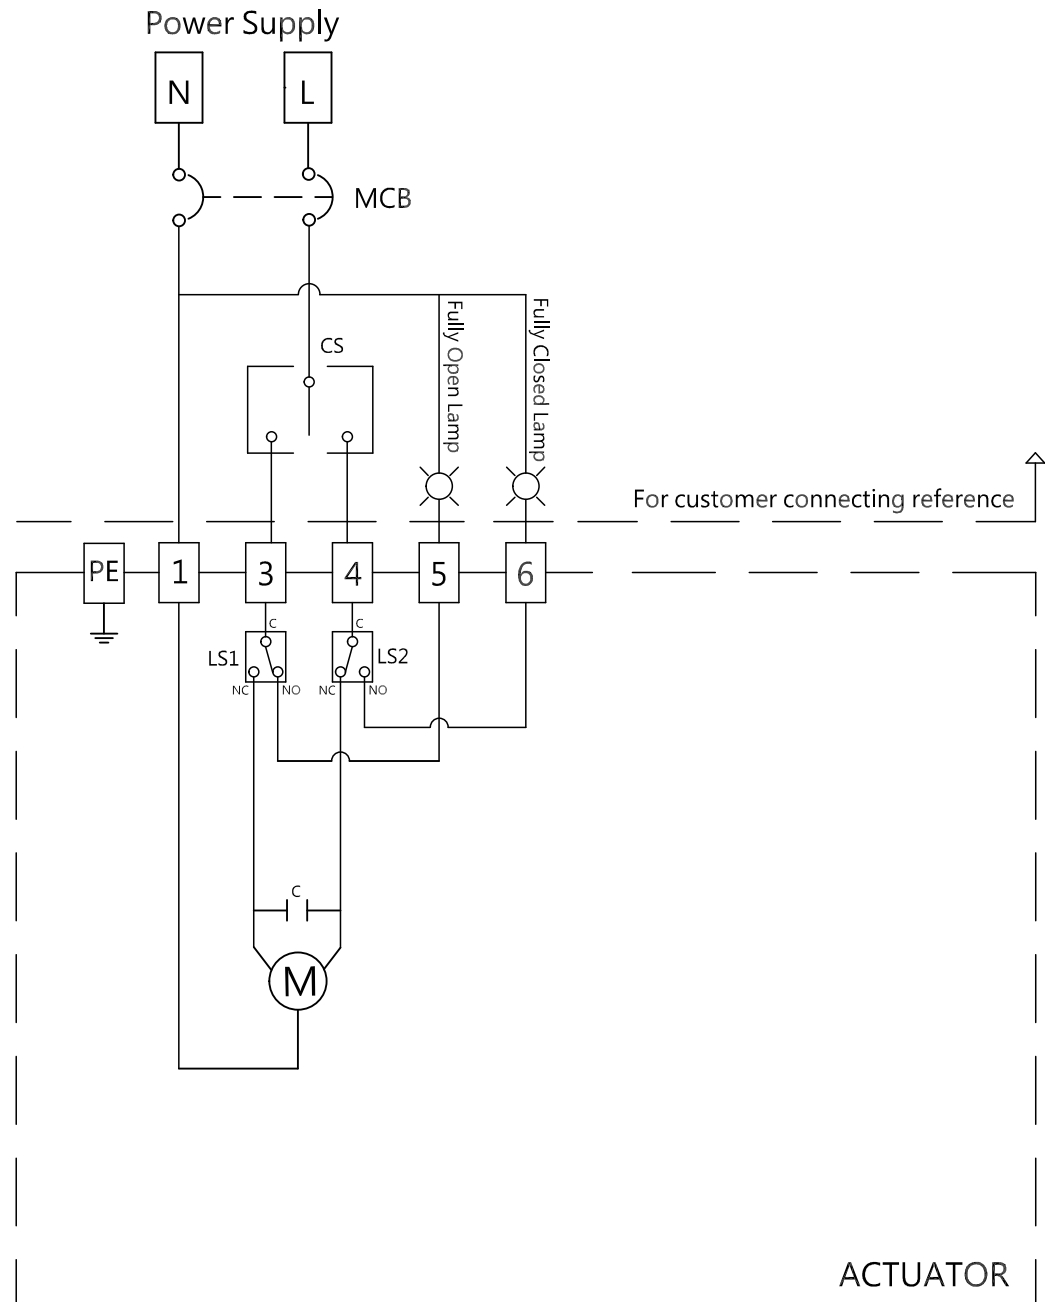 Power Supply
N L
MCB
CS
Fully Open Lamp
Fully Closed Lamp
For customer connecting reference
PE 1 3 4 5 6
C C
LS1 LS2
NC NO NC NO
C
M
ACTUATOR